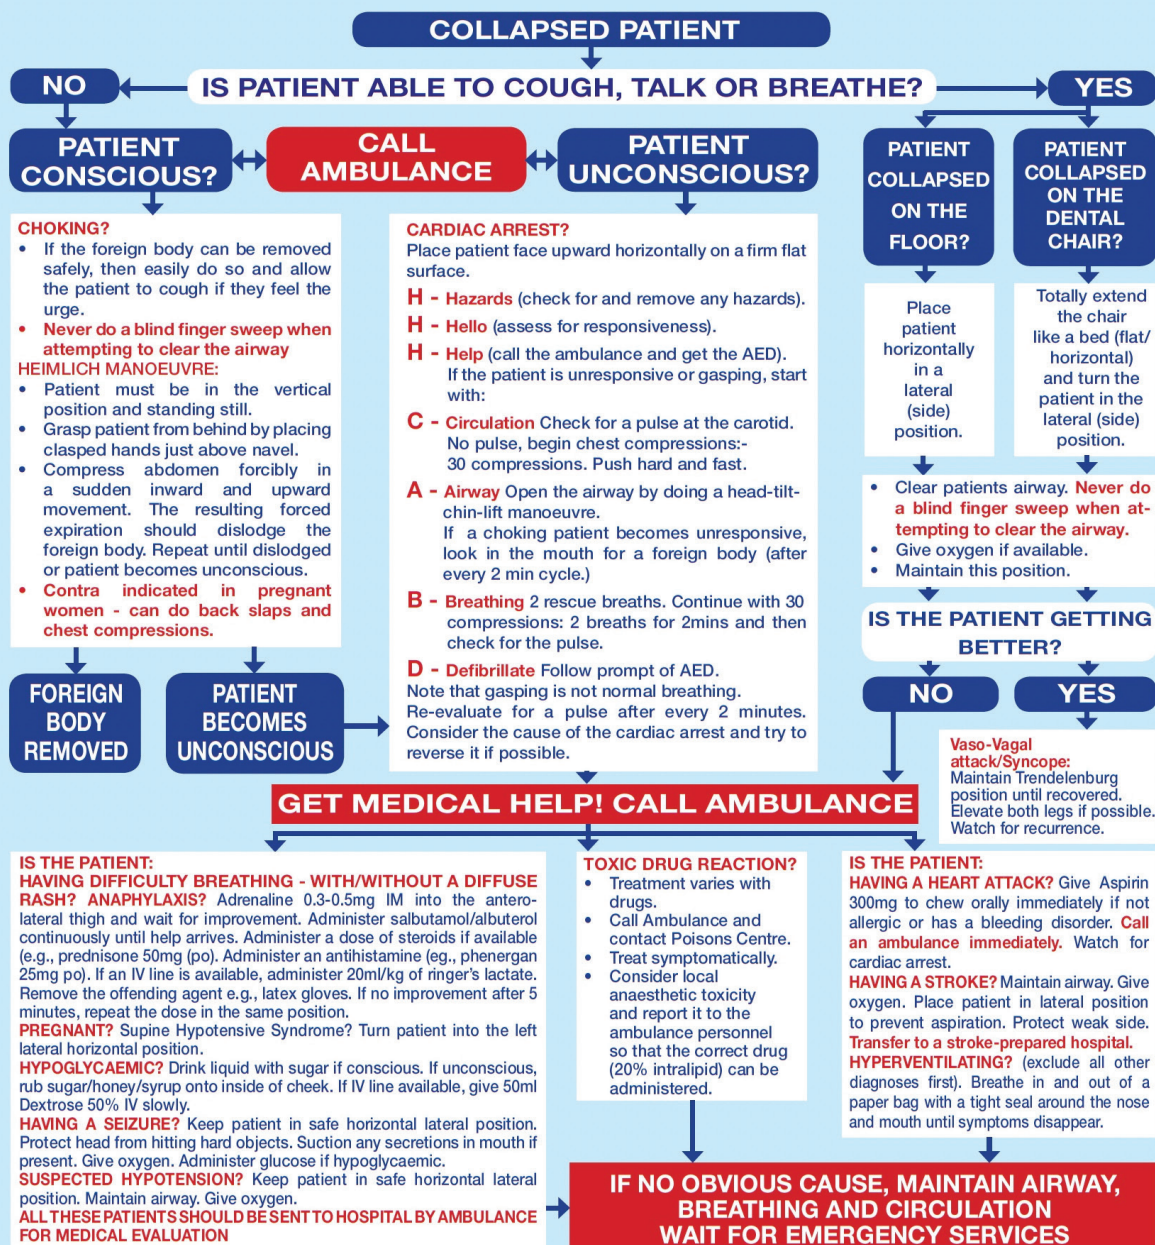 COLLAPSED PATIENT
IS PATIENT ABLE TO COUGH, TALK OR BREATHE?
NO
YES
PATIENT
CONSCIOUS?
CALL
AMBULANCE
PATIENT
UNCONSCIOUS?
PATIENT
COLLAPSED
ON THE
FLOOR?
PATIENT
COLLAPSED
ON THE
DENTAL
CHAIR?
CHOKING?
• If the foreign body can be removed
safely, then easily do so and allow
the patient to cough if they feel the
urge.
• Never do a blind finger sweep when
attempting to clear the airway
HEIMLICH MANOEUVRE:
• Patient must be in the vertical
position and standing still.
• Grasp patient from behind by placing
clasped hands just above navel.
• Compress abdomen forcibly in
a sudden inward and upward
movement. The resulting forced
expiration should dislodge the
foreign body. Repeat until dislodged
or patient becomes unconscious.
• Contra indicated in pregnant
women - can do back slaps and
chest compressions.
FOREIGN
BODY
REMOVED
PATIENT
BECOMES
UNCONSCIOUS
CARDIAC ARREST?
Place patient face upward horizontally on a firm flat
surface.
H - Hazards (check for and remove any hazards).
H - Hello (assess for responsiveness).
H - Help (call the ambulance and get the AED).
If the patient is unresponsive or gasping, start
with:
C - Circulation Check for a pulse at the carotid.
No pulse, begin chest compressions:-
30 compressions. Push hard and fast.
A - Airway Open the airway by doing a head-tilt-
chin-lift manoeuvre.
If a choking patient becomes unresponsive,
look in the mouth for a foreign body (after
every 2 min cycle.)
B - Breathing 2 rescue breaths. Continue with 30
compressions: 2 breaths for 2mins and then
check for the pulse.
D - Defibrillate Follow prompt of AED.
Note that gasping is not normal breathing.
Re-evaluate for a pulse after every 2 minutes.
Consider the cause of the cardiac arrest and try to
reverse it if possible.
Place
patient
horizontally
in a
lateral
(side)
position.
Totally extend
the chair
like a bed (flat/
horizontal)
and turn the
patient in the
lateral (side)
position.
• Clear patients airway. Never do
a blind finger sweep when at-
tempting to clear the airway.
• Give oxygen if available.
• Maintain this position.
IS THE PATIENT GETTING
BETTER?
NO
YES
Vaso-Vagal
attack/Syncope:
Maintain Trendelenburg
position until recovered.
Elevate both legs if possible.
Watch for recurrence.
GET MEDICAL HELP! CALL AMBULANCE
IS THE PATIENT:
HAVING DIFFICULTY BREATHING - WITH/WITHOUT A DIFFUSE
RASH? ANAPHYLAXIS? Adrenaline 0.3-0.5mg IM into the antero-
lateral thigh and wait for improvement. Administer salbutamol/albuterol
continuously until help arrives. Administer a dose of steroids if available
(e.g., prednisone 50mg (po). Administer an antihistamine (eg., phenergan
25mg po). If an IV line is available, administer 20ml/kg of ringer's lactate.
Remove the offending agent e.g., latex gloves. If no improvement after 5
minutes, repeat the dose in the same position.
PREGNANT? Supine Hypotensive Syndrome? Turn patient into the left
lateral horizontal position.
HYPOGLYCAEMIC? Drink liquid with sugar if conscious. If unconscious,
rub sugar/honey/syrup onto inside of cheek. If IV line available, give 50ml
Dextrose 50% IV slowly.
HAVING A SEIZURE? Keep patient in safe horizontal lateral position.
Protect head from hitting hard objects. Suction any secretions in mouth if
present. Give oxygen. Administer glucose if hypoglycaemic.
SUSPECTED HYPOTENSION? Keep patient in safe horizontal lateral
position. Maintain airway. Give oxygen.
ALL THESE PATIENTS SHOULD BE SENT TO HOSPITAL BY AMBULANCE
FOR MEDICAL EVALUATION
TOXIC DRUG REACTION?
• Treatment varies with
drugs.
• Call Ambulance and
contact Poisons Centre.
• Treat symptomatically.
• Consider local
anaesthetic toxicity
and report it to the
ambulance personnel
so that the correct drug
(20% intralipid) can be
administered.
IS THE PATIENT:
HAVING A HEART ATTACK? Give Aspirin
300mg to chew orally immediately if not
allergic or has a bleeding disorder. Call
an ambulance immediately. Watch for
cardiac arrest.
HAVING A STROKE? Maintain airway. Give
oxygen. Place patient in lateral position
to prevent aspiration. Protect weak side.
Transfer to a stroke-prepared hospital.
HYPERVENTILATING? (exclude all other
diagnoses first). Breathe in and out of a
paper bag with a tight seal around the nose
and mouth until symptoms disappear.
IF NO OBVIOUS CAUSE, MAINTAIN AIRWAY,
BREATHING AND CIRCULATION
WAIT FOR EMERGENCY SERVICES